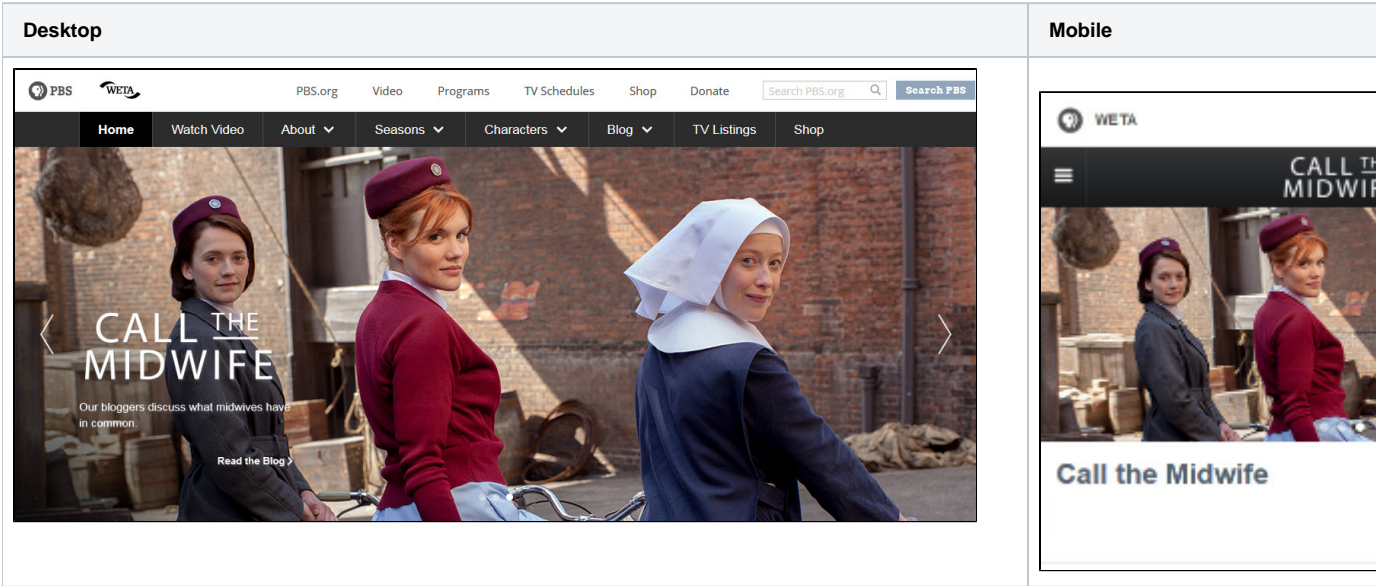 Desktop
Mobile
PBS WETA PBS.org Video Programs TV Schedules Shop Donate Search PBS.org Search PBS
Home Watch Video About Seasons Characters Blog TV Listings Shop
CALL THE
MIDWIFE
Our bloggers discuss what midwives have
in common.
Read the Blog
WETA
CALL
Call the Midwife